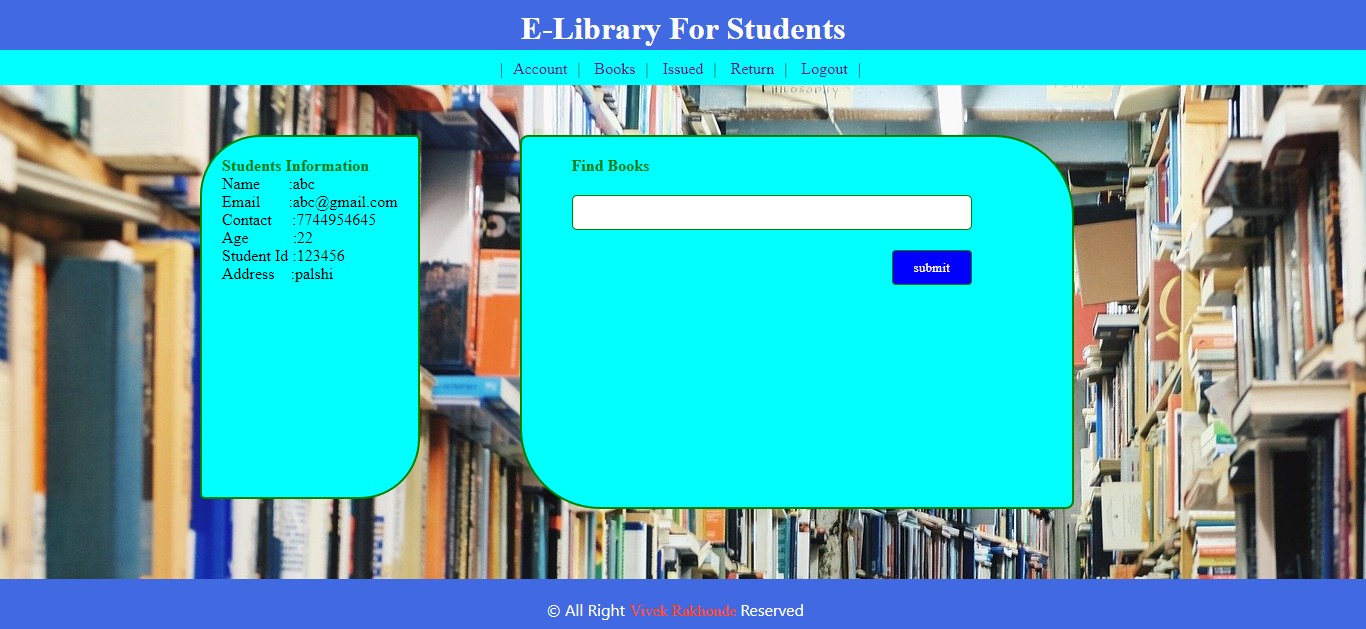 E-Library For Students
| Account | Books | Issued | Return | Logout |
Philosophy
Students Information
Name :abc
Email :abc@gmail.com
Contact :7744954645
Age :22
Student Id :123456
Address :palshi
Find Books
submit
© All Right Vivek Rakhonde Reserved